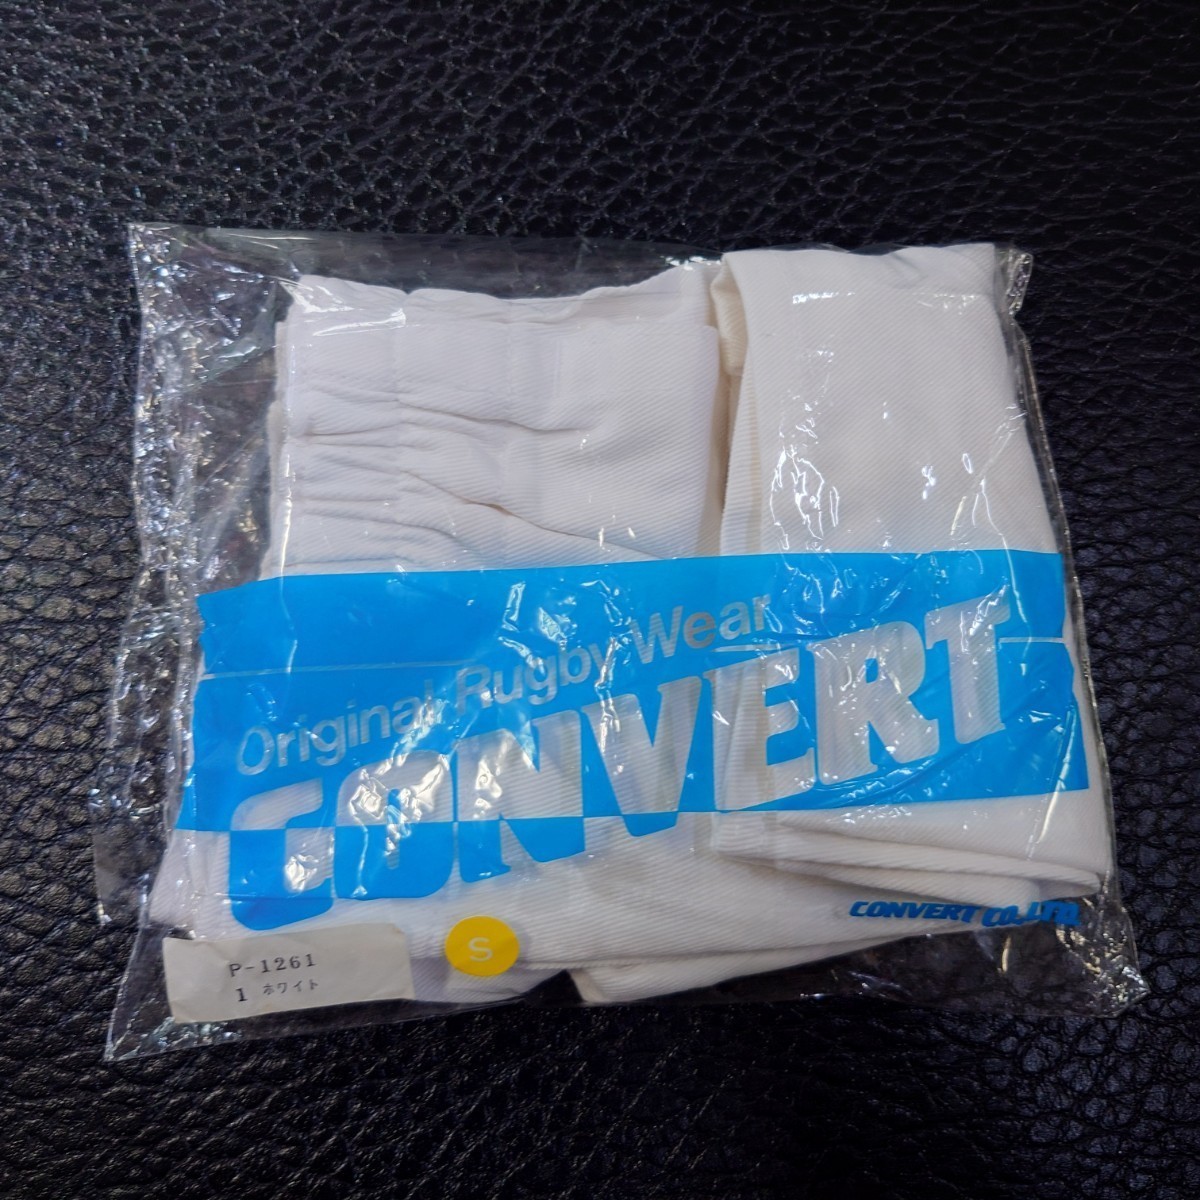 Original Rugby Wear
CONVERT
CONVERT CO.,LTD.
S
P-1261
1 ホワイト